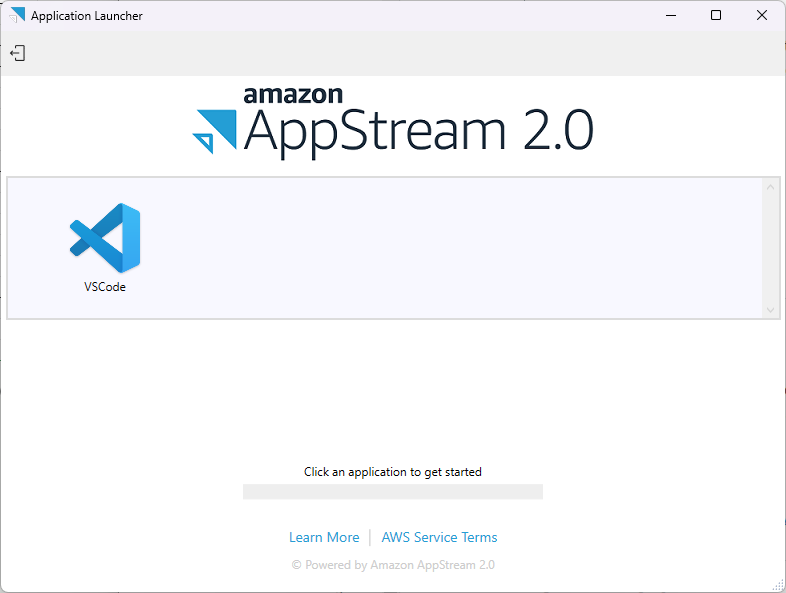 Application Launcher
amazon
AppStream 2.0
VSCode
Click an application to get started
Learn More | AWS Service Terms
© Powered by Amazon AppStream 2.0